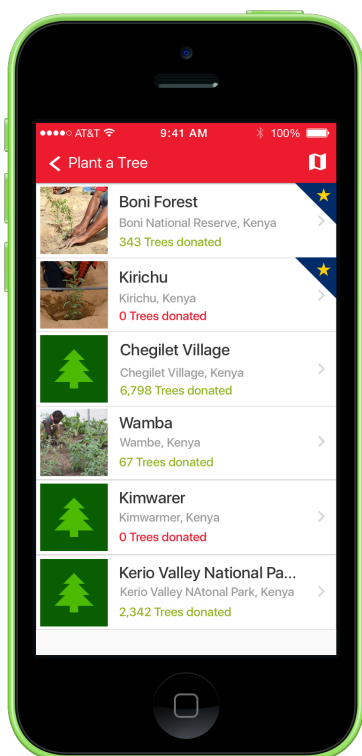 AT&T 9:41 AM 100%
Plant a Tree
Boni Forest
Boni National Reserve, Kenya
343 Trees donated
Kirichu
Kirichu, Kenya
0 Trees donated
Chegilet Village
Chegilet Village, Kenya
6,798 Trees donated
Wamba
Wambe, Kenya
67 Trees donated
Kimwarer
Kimwarmer, Kenya
0 Trees donated
Kerio Valley National Pa...
Kerio Valley NAtonal Park, Kenya
2,342 Trees donated